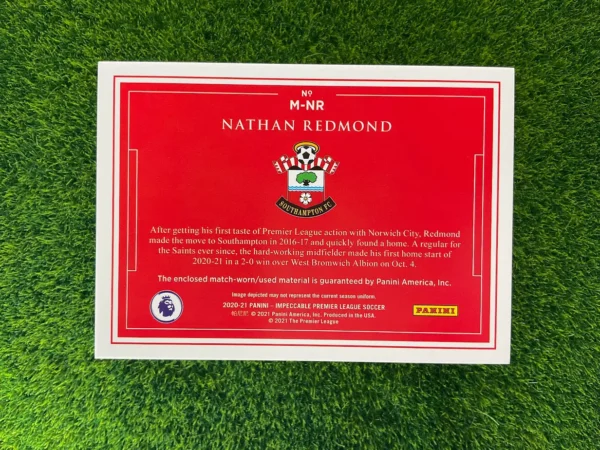 Nº
M-NR
NATHAN REDMOND
SOUTHAMPTON FC
After getting his first taste of Premier League action with Norwich City, Redmond
made the move to Southampton in 2016-17 and quickly found a home. A regular for
the Saints ever since, the hard-working midfielder made his first home start of
2020-21 in a 2-0 win over West Bromwich Albion on Oct. 4.
The enclosed match-worn/used material is guaranteed by Panini America, Inc.
Image depicted may not represent the current season uniform.
2020-21 PANINI – IMPECCABLE PREMIER LEAGUE SOCCER
© 2021 Panini America, Inc. Produced in the USA.
© 2021 The Premier League
PANINI